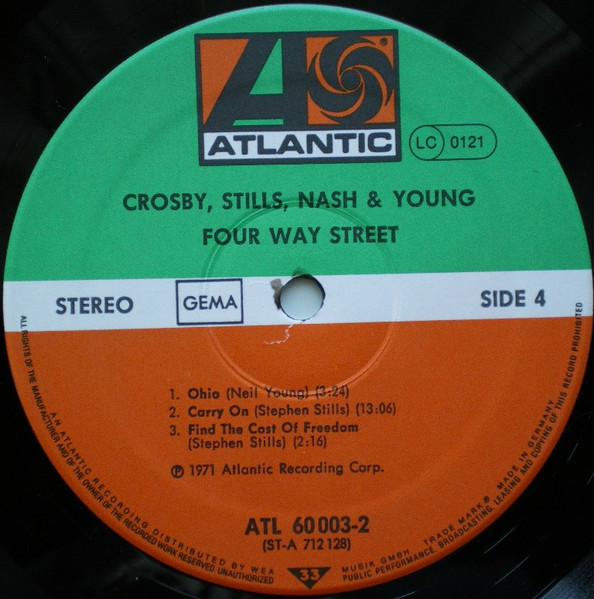 ATLANTIC
LC 0121
CROSBY, STILLS, NASH & YOUNG
FOUR WAY STREET
STEREO
GEMA
SIDE 4
1. Ohio (Neil Young) (3:24)
2. Carry On (Stephen Stills) (13:06)
3. Find The Cost Of Freedom
(Stephen Stills) (2:16)
℗ 1971 Atlantic Recording Corp.
ATL 60 003-2
(ST-A 712 128)
33
ALL RIGHTS OF THE MANUFACTURER AND OF THE OWNER OF THE RECORDED WORK RESERVED. UNAUTHORIZED PUBLIC PERFORMANCE, BROADCASTING, LEASING AND COPYING OF THIS RECORD PROHIBITED
AN ATLANTIC RECORDING DISTRIBUTED BY WEA MUSIK GMBH TRADE MARK ® MADE IN GERMANY